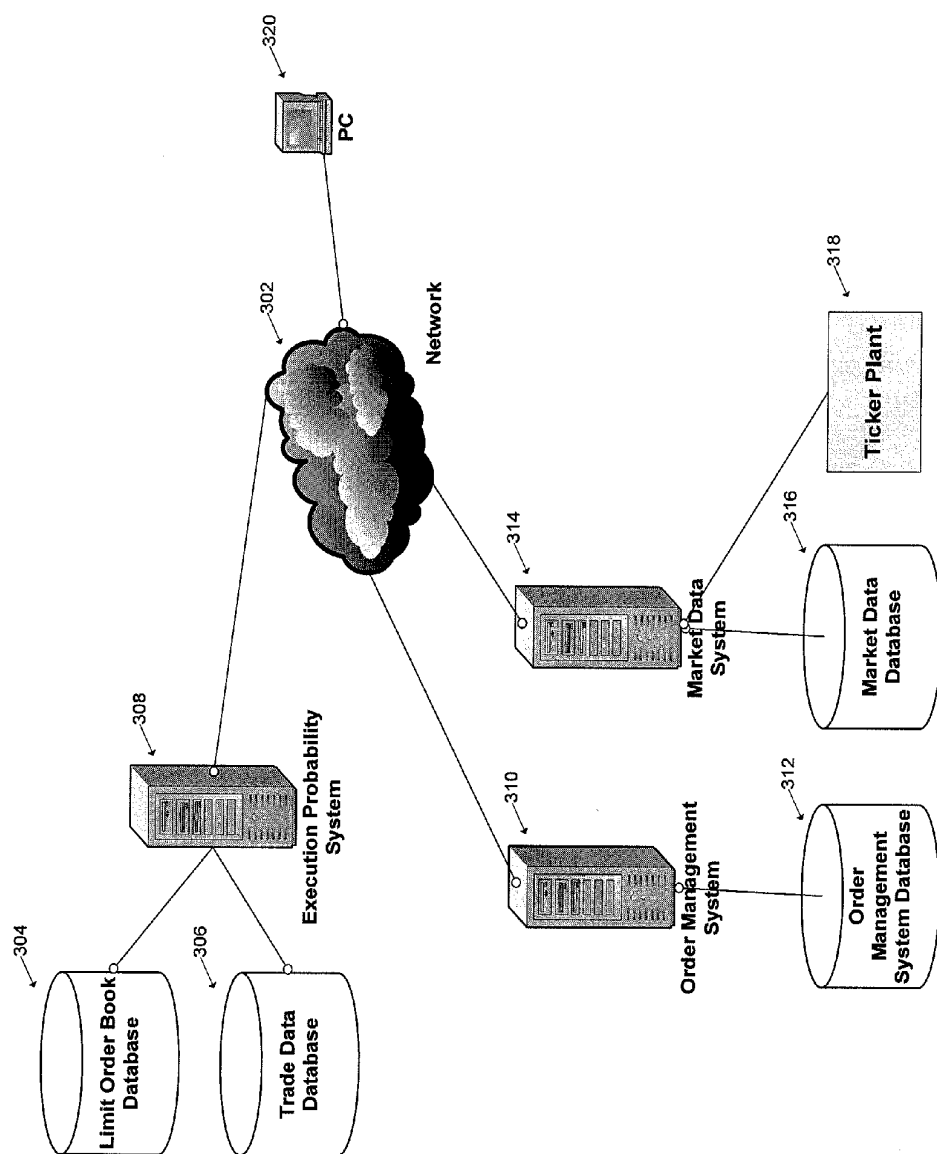 304
Limit Order Book
Database
306
Trade Data
Database
308
Execution Probability
System
302
Network
320
PC
310
Order Management
System
312
Order
Management
System Database
314
Market Data
System
316
Market Data
Database
318
Ticker Plant